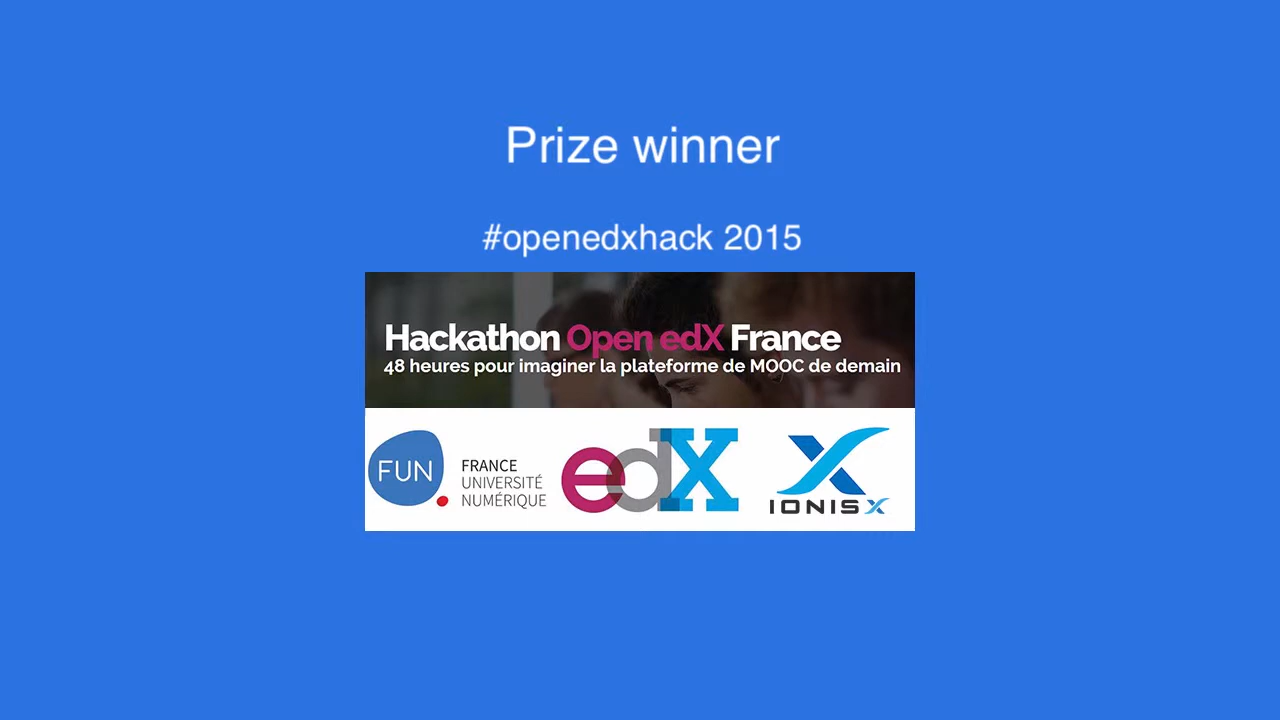 Prize winner
#openedxhack 2015
Hackathon Open edX France
48 heures pour imaginer la plateforme de MOOC de demain
FUN
FRANCE
UNIVERSITÉ
NUMÉRIQUE
edX
IONISX